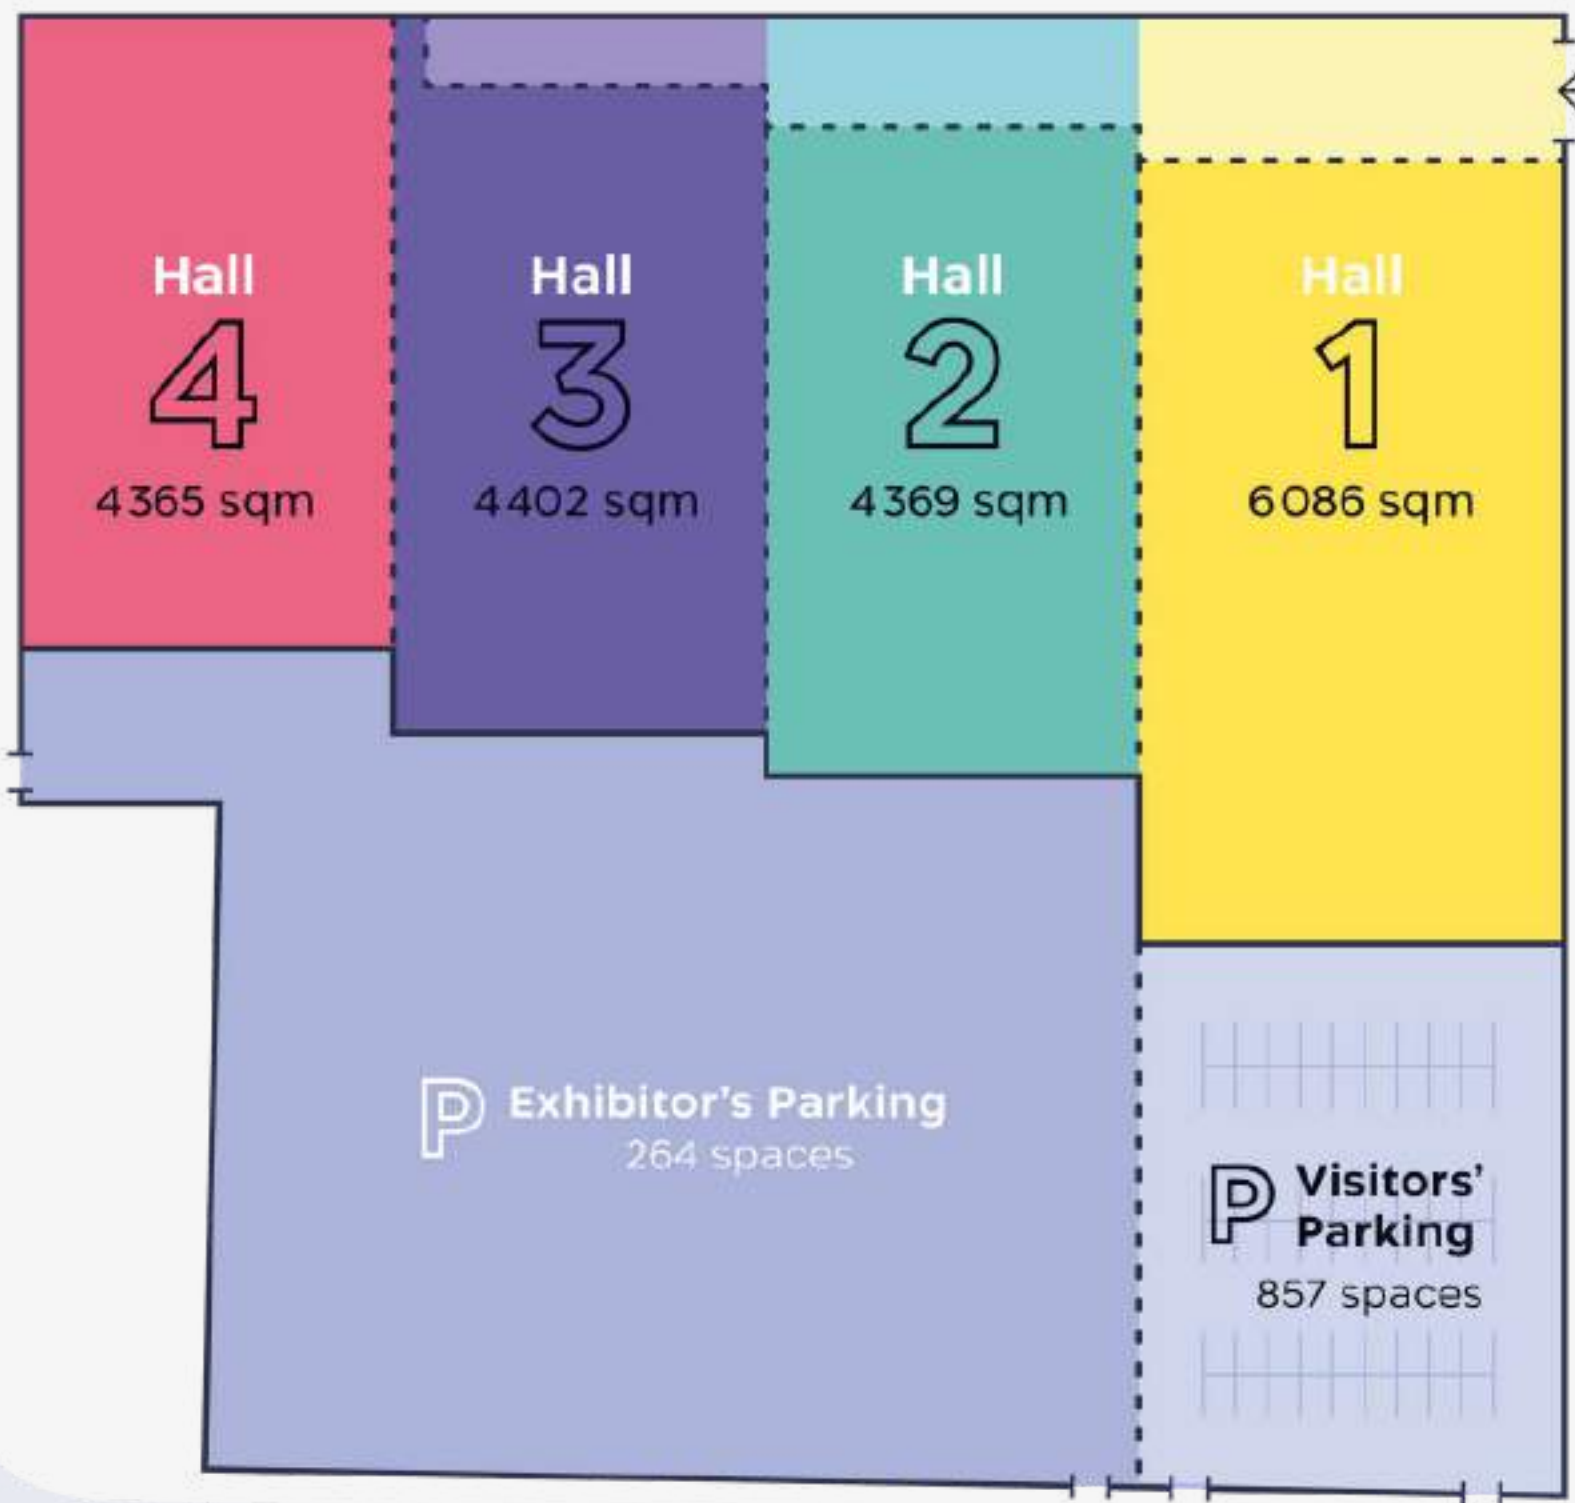 Hall
4
4365 sqm
Hall
3
4402 sqm
Hall
2
4369 sqm
Hall
1
6086 sqm
P Exhibitor's Parking
264 spaces
P Visitors'
Parking
857 spaces